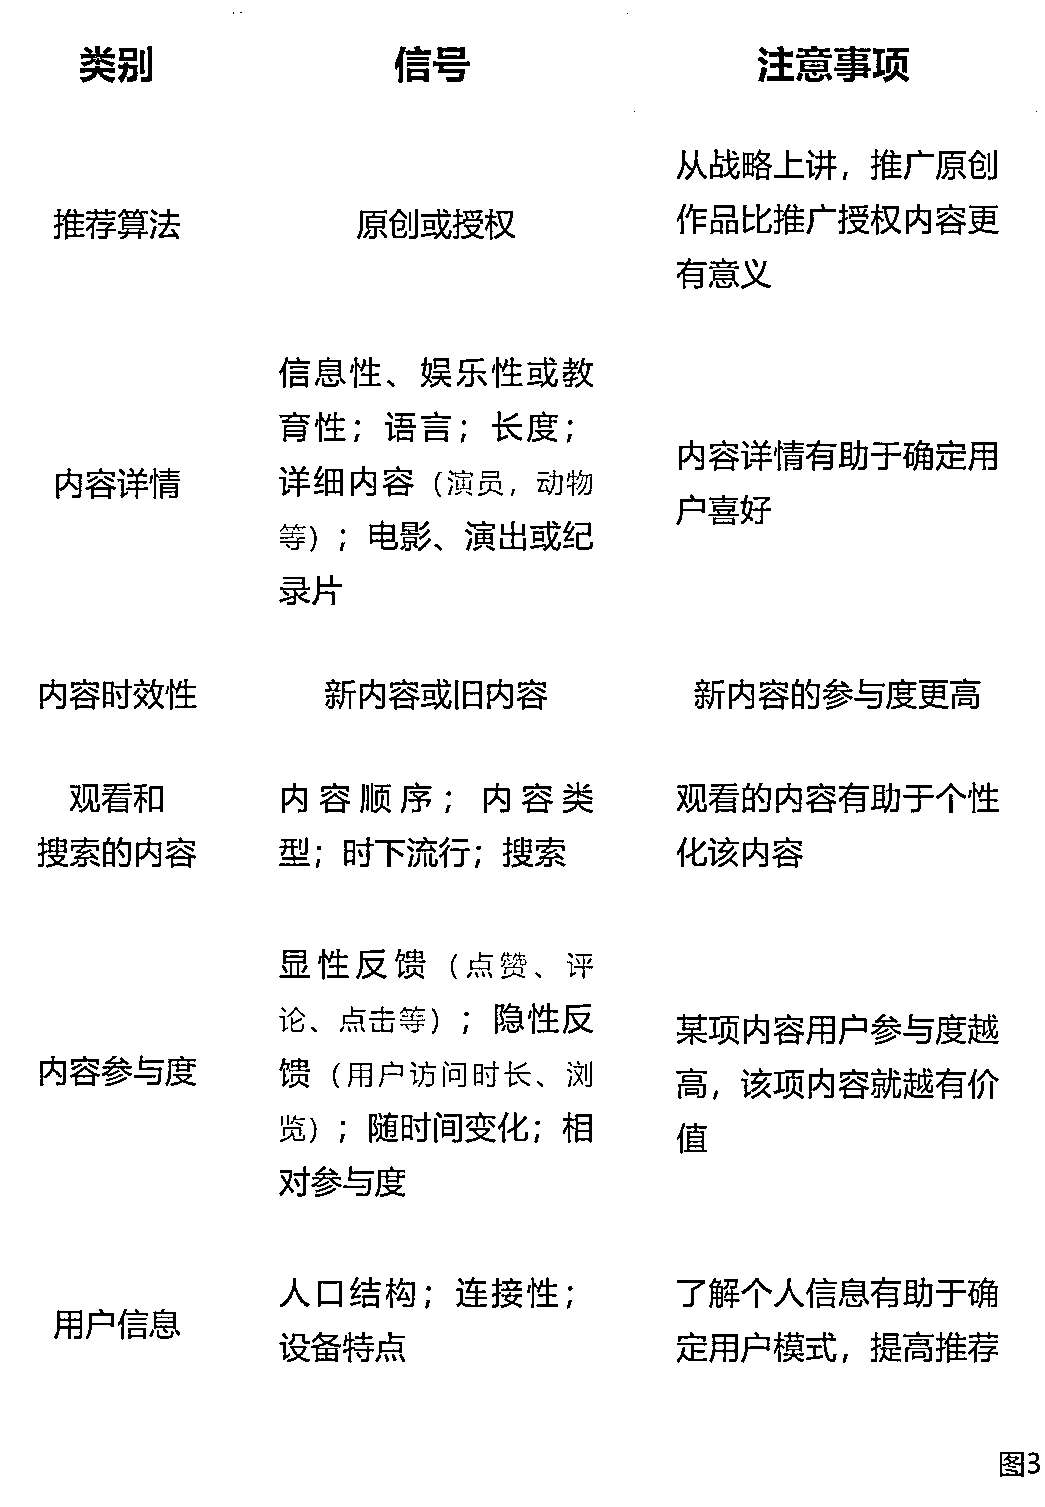 类别 信号 注意事项
推荐算法
原创或授权
从战略上讲，推广原创
作品比推广授权内容更
有意义
内容详情
信息性、娱乐性或教
育性；语言；长度；
详细内容（演员，动物
等）；电影、演出或纪
录片
内容详情有助于确定用
户喜好
内容时效性
新内容或旧内容
新内容的参与度更高
观看和
搜索的内容
内容顺序；内容类
型；时下流行；搜索
观看的内容有助于个性
化该内容
内容参与度
显性反馈（点赞、评
论、点击等）；隐性反
馈（用户访问时长、浏
览）；随时间变化；相
对参与度
某项内容用户参与度越
高，该项内容就越有价
值
用户信息
人口结构；连接性；
设备特点
了解个人信息有助于确
定用户模式，提高推荐
图3